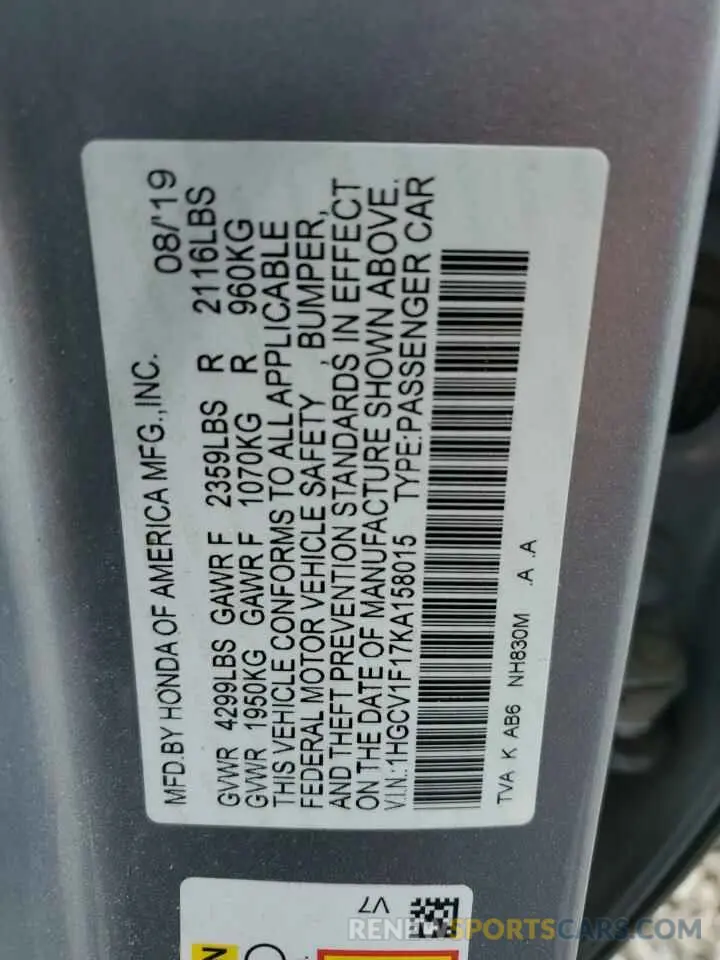 MFD.BY HONDA OF AMERICA MFG.,INC. 08/'19
GVWR 4299LBS GAWR F 2359LBS R 2116LBS
GVWR 1950KG GAWR F 1070KG R 960KG
THIS VEHICLE CONFORMS TO ALL APPLICABLE
FEDERAL MOTOR VEHICLE SAFETY , BUMPER,
AND THEFT PREVENTION STANDARDS IN EFFECT
ON THE DATE OF MANUFACTURE SHOWN ABOVE.
V.I.N.:1HGCV1F17KA158015 TYPE:PASSENGER CAR
TVA K AB6 NH830M .A .A
V7
RENEWSPORTSCARS.COM